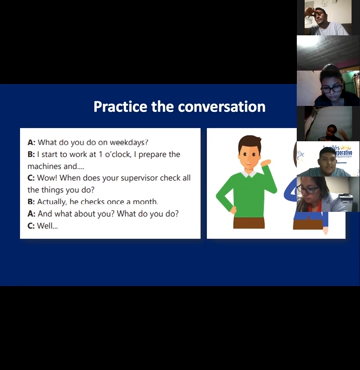 Practice the conversation
A: What do you do on weekdays?
B: I start to work at 1 o'clock, I prepare the
machines and....
C: Wow! When does your supervisor check all
the things you do?
B: Actually, he checks once a month.
A: And what about you? What do you do?
C: Well...